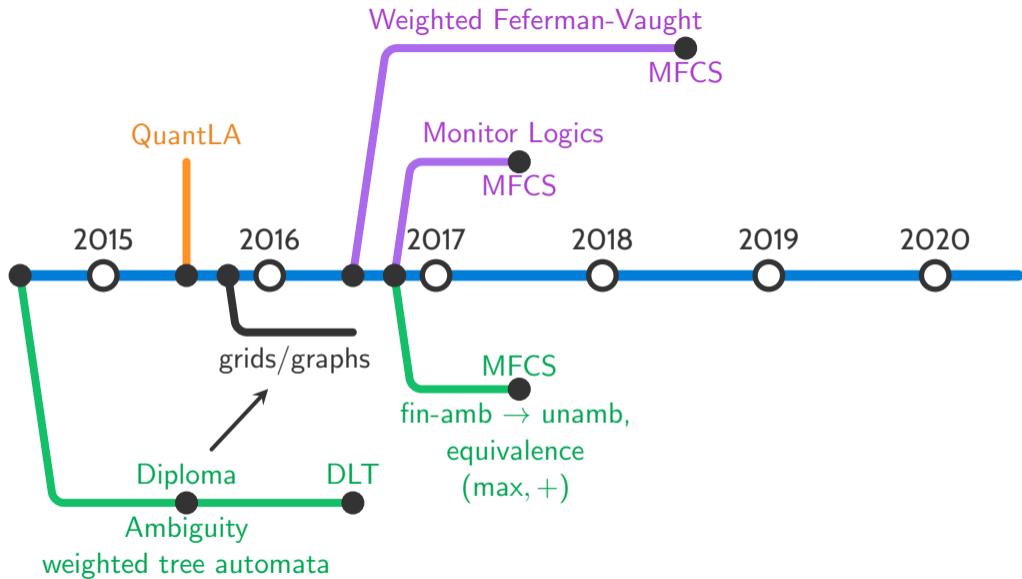 Weighted Feferman-Vaught
MFCS
QuantLA
Monitor Logics
MFCS
2015 2016 2017 2018 2019 2020
grids/graphs
MFCS
fin-amb → unamb,
equivalence
(max, +)
Diploma
DLT
Ambiguity
weighted tree automata